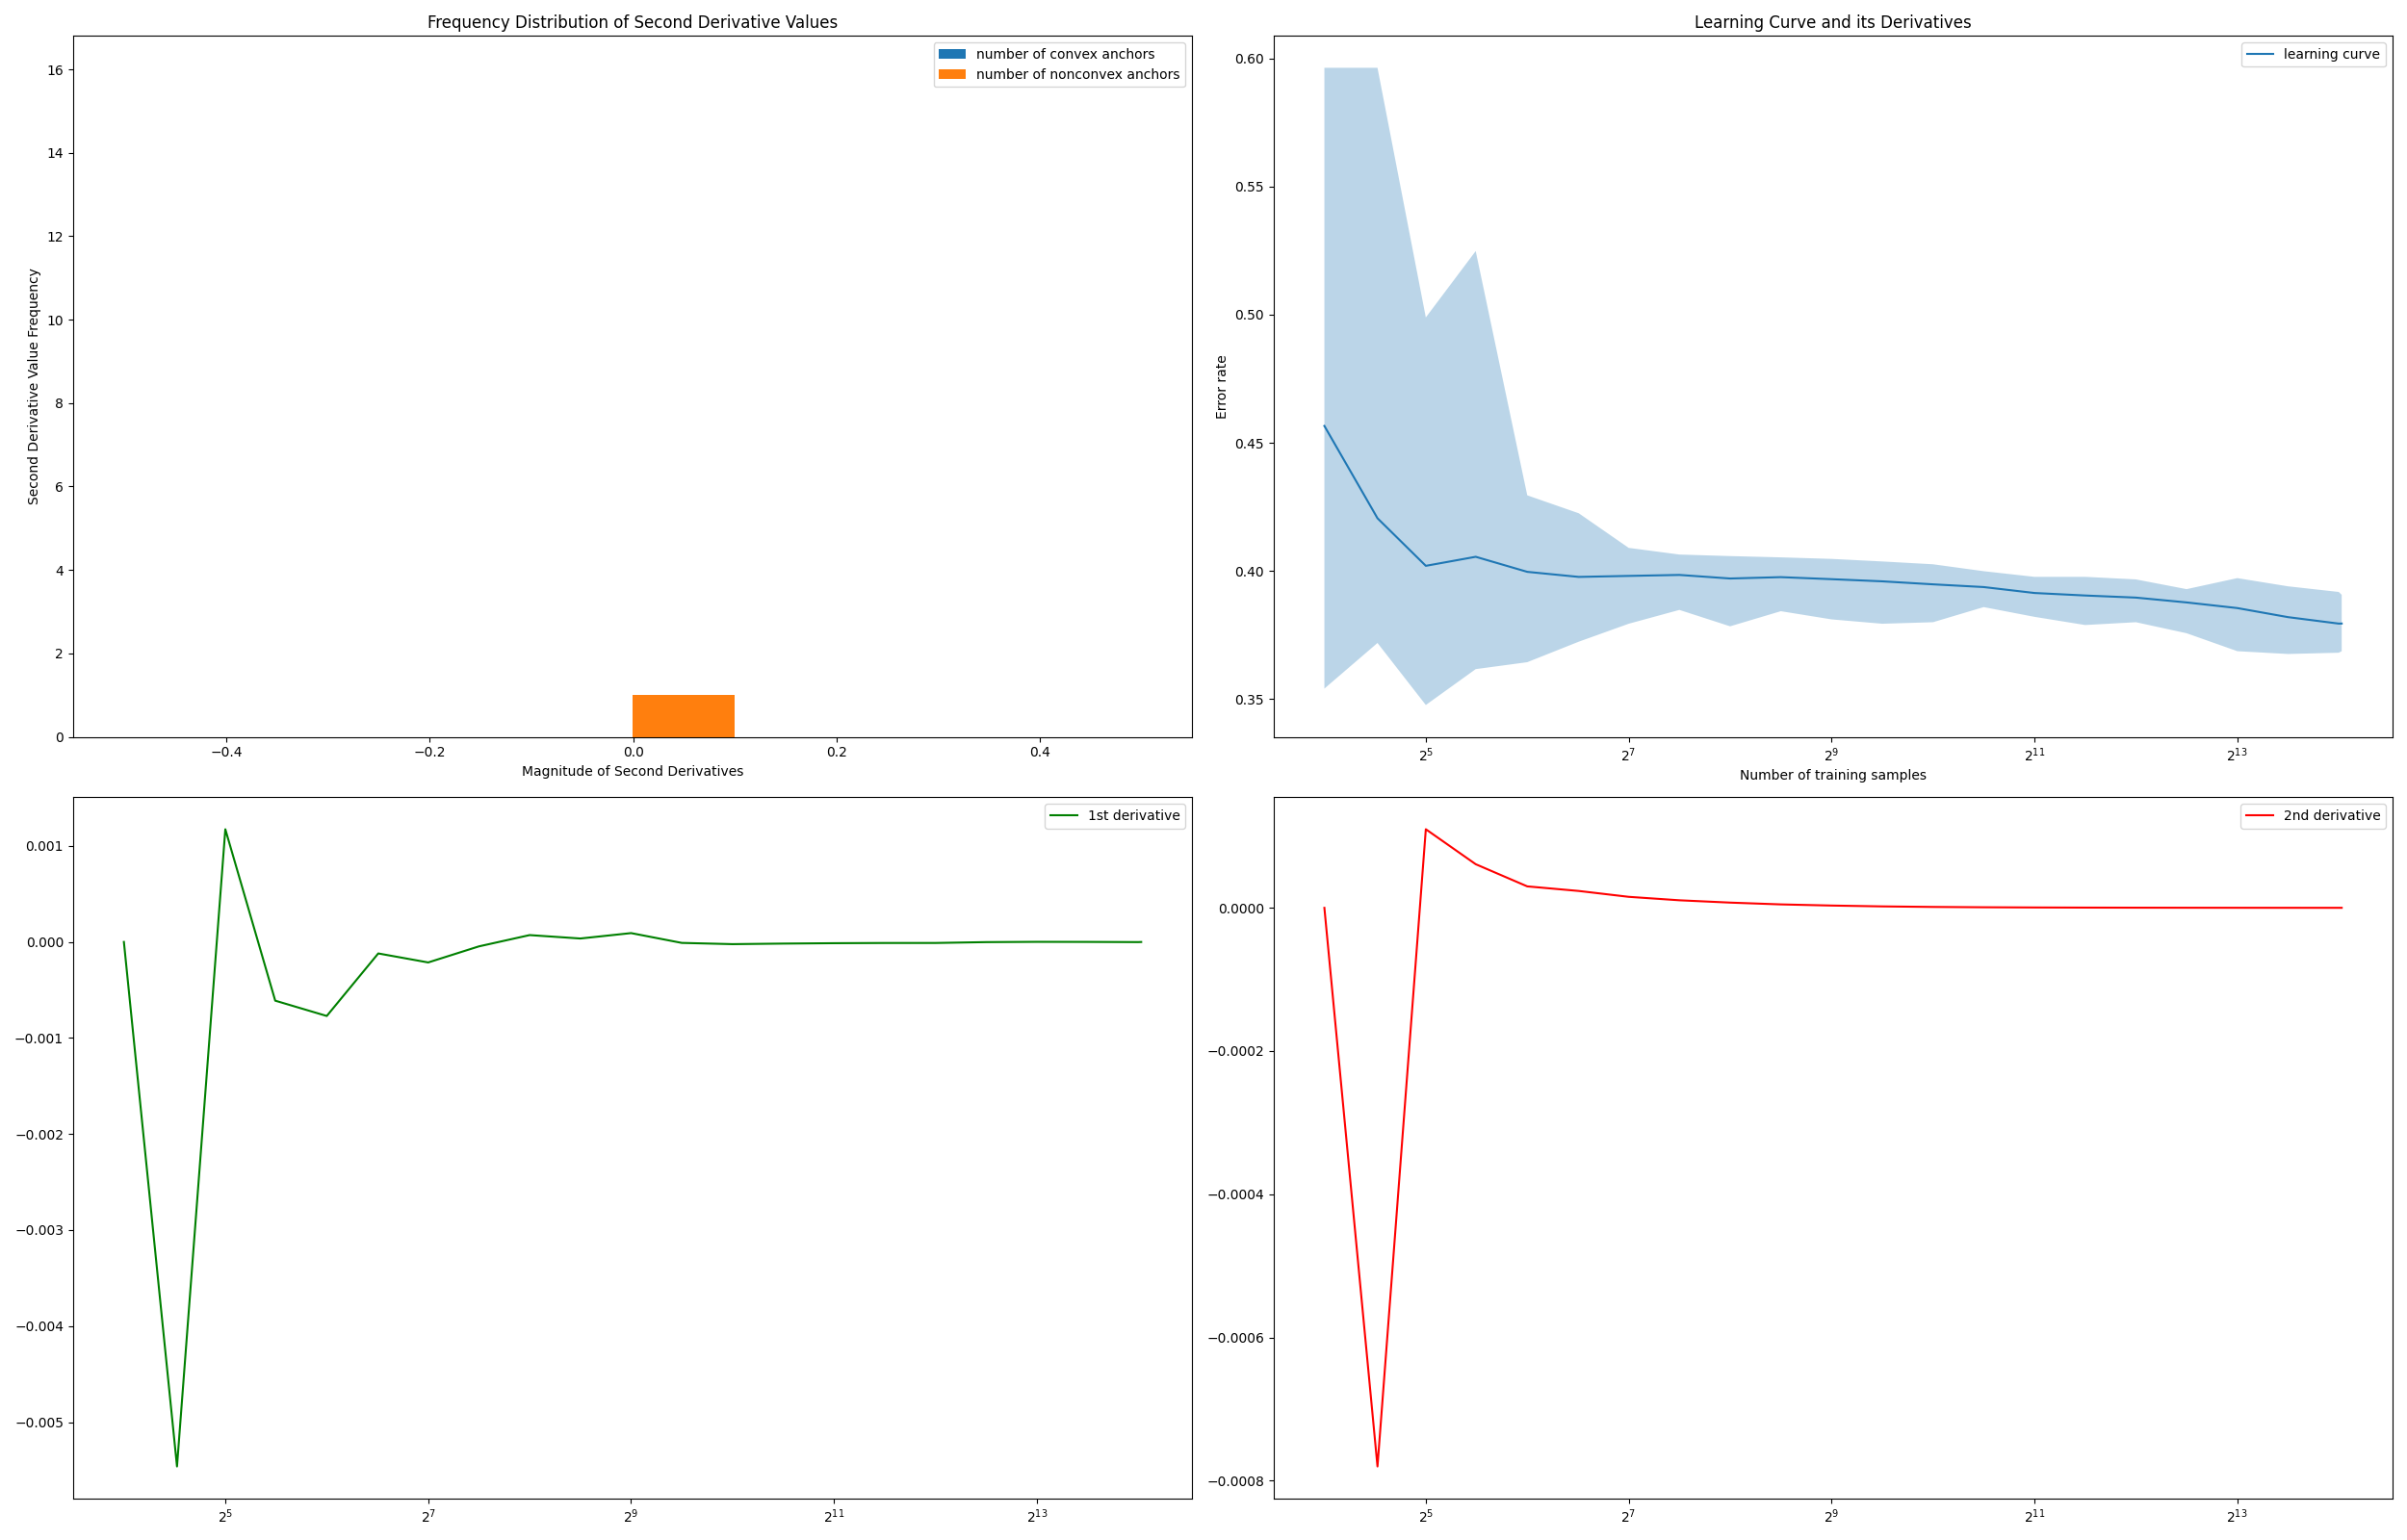 Frequency Distribution of Second Derivative Values
number of convex anchors
number of nonconvex anchors
16
14
12
10
8
6
4
2
0
Second Derivative Value Frequency
−0.4 −0.2 0.0 0.2 0.4
Magnitude of Second Derivatives
Learning Curve and its Derivatives
learning curve
0.60
0.55
0.50
0.45
0.40
0.35
Error rate
2^5 2^7 2^9 2^11 2^13
Number of training samples
1st derivative
0.001
0.000
−0.001
−0.002
−0.003
−0.004
−0.005
2^5 2^7 2^9 2^11 2^13
2nd derivative
0.0000
−0.0002
−0.0004
−0.0006
−0.0008
2^5 2^7 2^9 2^11 2^13